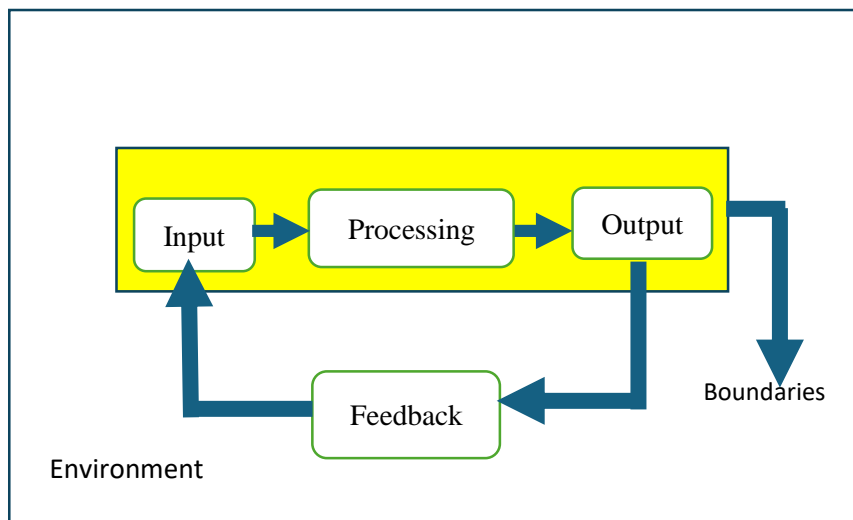 Input
Processing
Output
Boundaries
Feedback
Environment